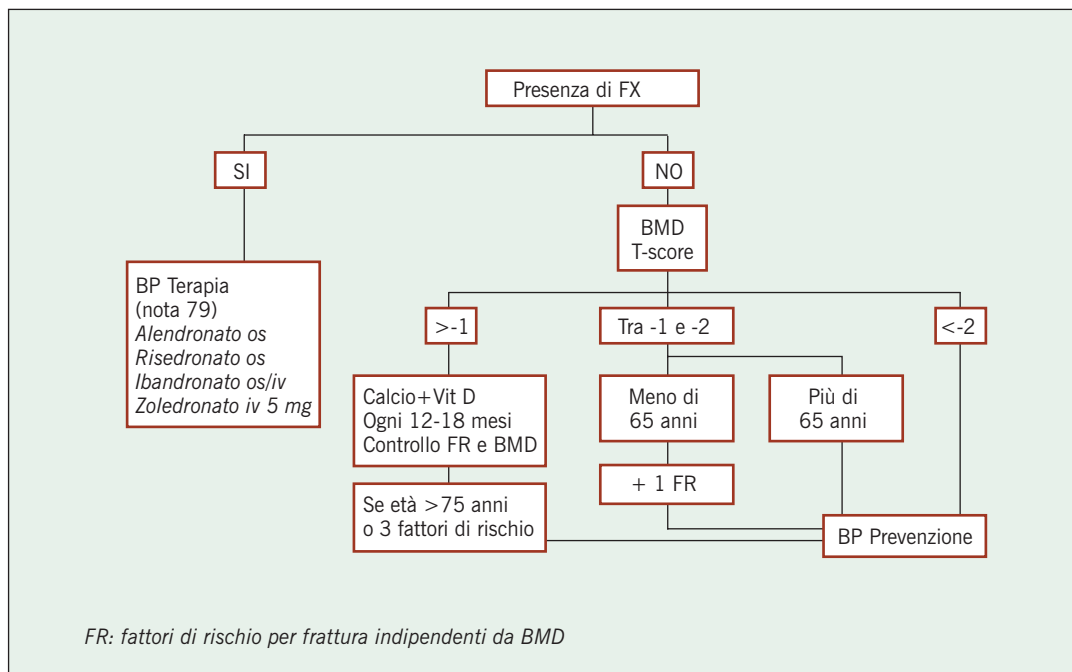 Presenza di FX
SI
NO
BMD
T-score
BP Terapia
(nota 79)
Alendronato os
Risedronato os
Ibandronato os/iv
Zoledronato iv 5 mg
>-1
Tra -1 e -2
<-2
Calcio+Vit D
Ogni 12-18 mesi
Controllo FR e BMD
Meno di
65 anni
Più di
65 anni
Se età >75 anni
o 3 fattori di rischio
+ 1 FR
BP Prevenzione
FR: fattori di rischio per frattura indipendenti da BMD